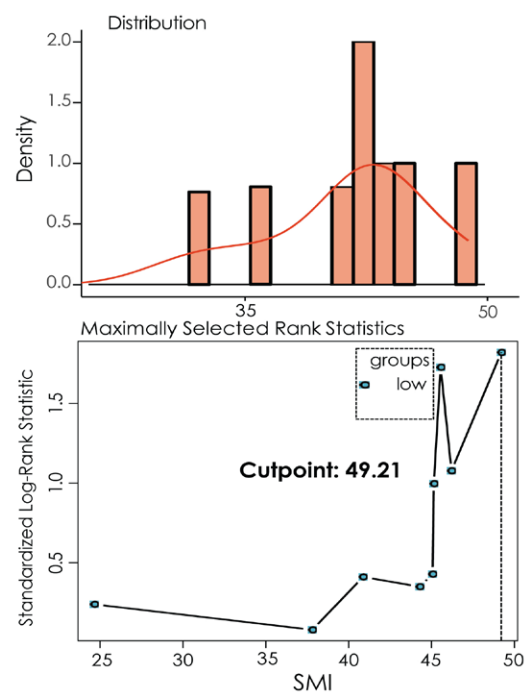 Distribution
Density
2.0
1.5
1.0
0.5
0.0
35 50
Maximally Selected Rank Statistics
Standardized Log-Rank Statistic
1.5
1.0
0.5
groups
low
Cutpoint: 49.21
25 30 35 40 45 50
SMI